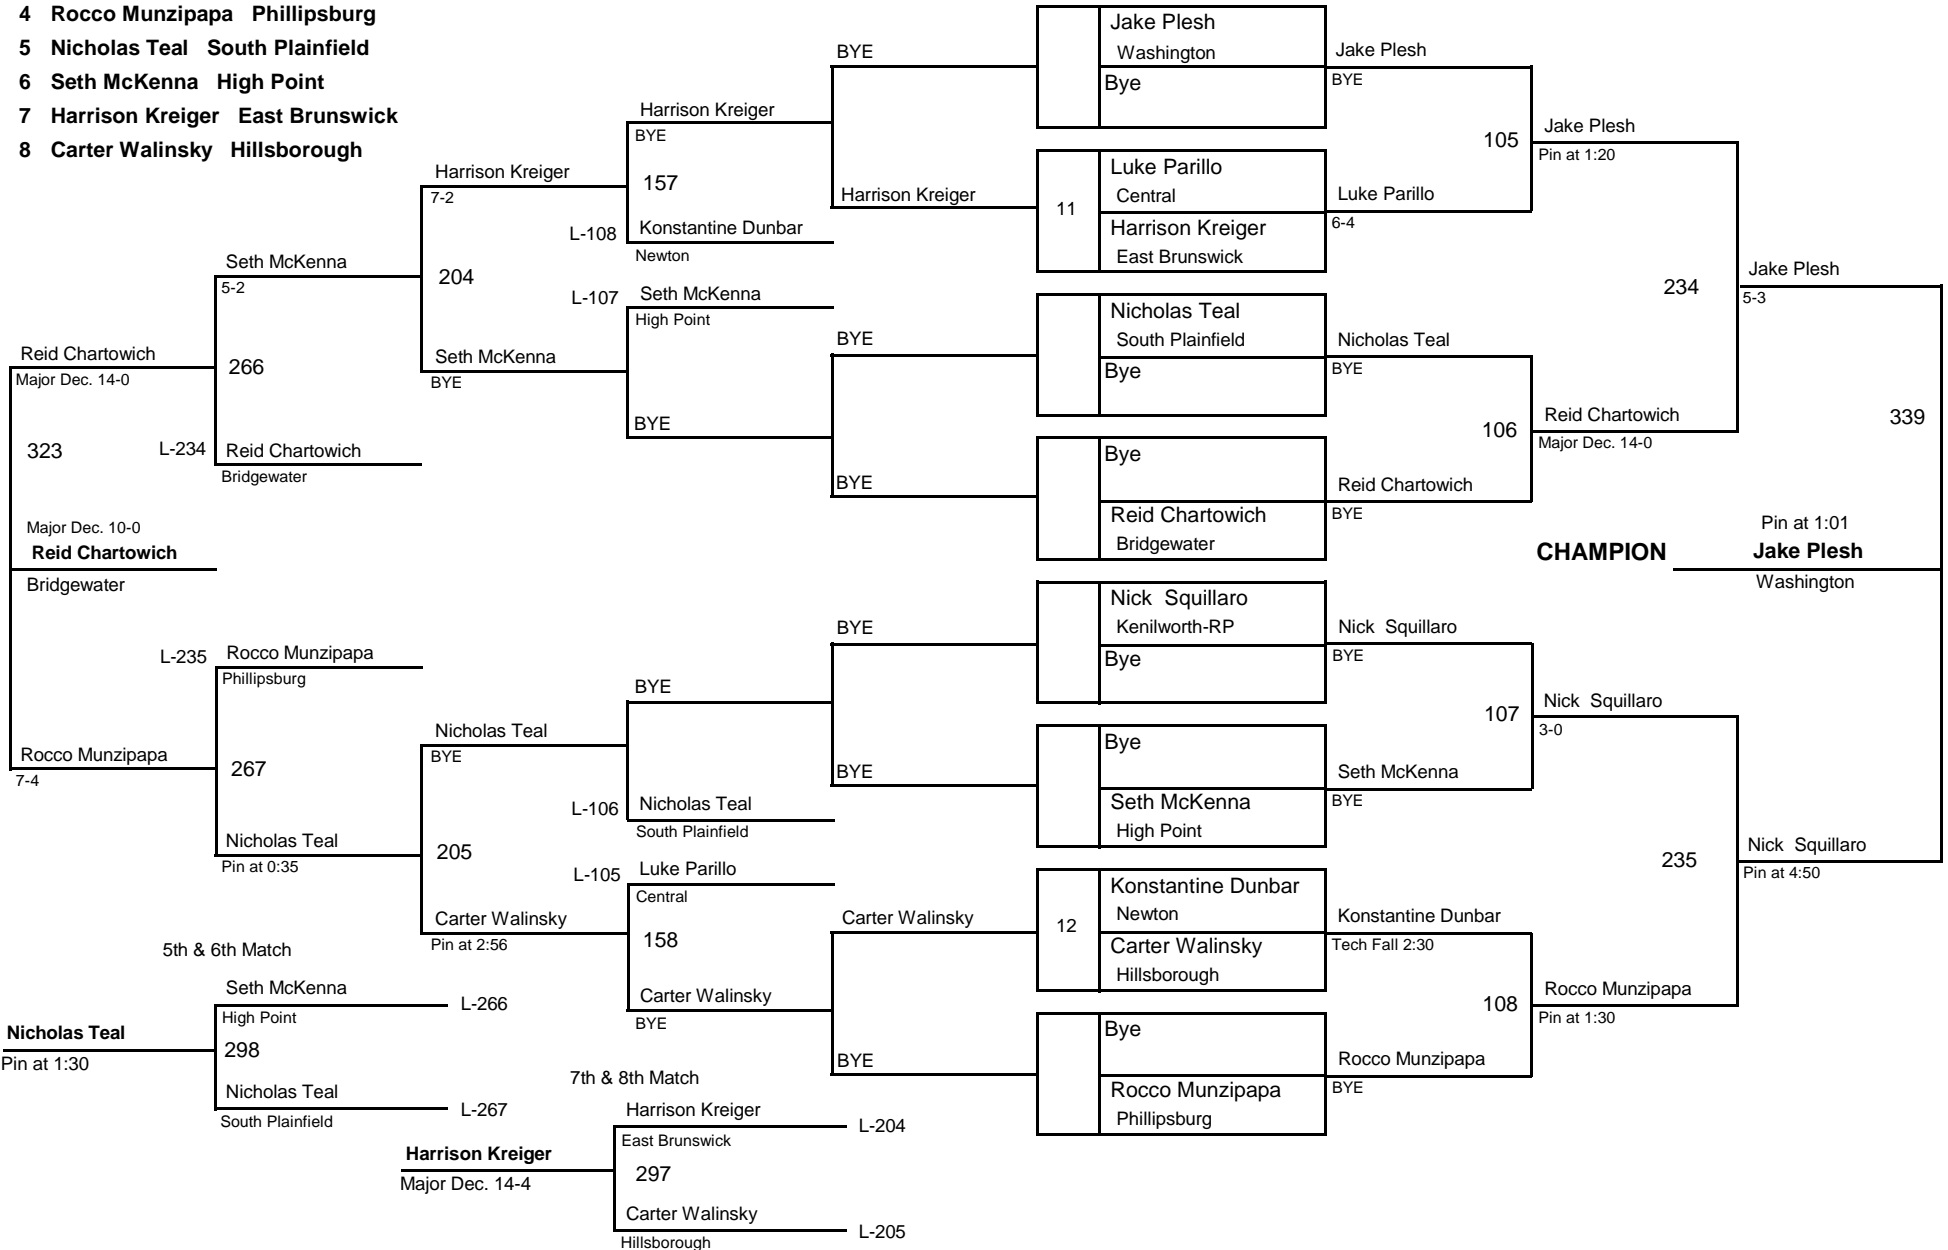 4 Rocco Munzipapa Phillipsburg
5 Nicholas Teal South Plainfield
6 Seth McKenna High Point
7 Harrison Kreiger East Brunswick
8 Carter Walinsky Hillsborough
Reid Chartowich
Major Dec. 14-0
323
Major Dec. 10-0
Reid Chartowich
Bridgewater
Rocco Munzipapa
7-4
Seth McKenna
5-2
266
L-234 Reid Chartowich
Bridgewater
L-235 Rocco Munzipapa
Phillipsburg
267
Nicholas Teal
Pin at 0:35
5th & 6th Match
Seth McKenna
L-266
High Point
Nicholas Teal
Pin at 1:30
298
Nicholas Teal
L-267
South Plainfield
Harrison Kreiger
7-2
204
Seth McKenna
BYE
Nicholas Teal
BYE
205
Carter Walinsky
Pin at 2:56
Harrison Kreiger
BYE
157
L-108 Konstantine Dunbar
Newton
L-107 Seth McKenna
High Point
BYE
BYE
L-106 Nicholas Teal
South Plainfield
L-105 Luke Parillo
Central
158
Carter Walinsky
BYE
7th & 8th Match
Harrison Kreiger
L-204
East Brunswick
Harrison Kreiger
Major Dec. 14-4
297
Carter Walinsky
L-205
Hillsborough
BYE
Harrison Kreiger
BYE
BYE
BYE
BYE
Carter Walinsky
BYE
Jake Plesh
Washington
Bye
11
Luke Parillo
Central
Harrison Kreiger
East Brunswick
Nicholas Teal
South Plainfield
Bye
Bye
Reid Chartowich
Bridgewater
Nick Squillaro
Kenilworth-RP
Bye
Bye
Seth McKenna
High Point
12
Konstantine Dunbar
Newton
Carter Walinsky
Hillsborough
Bye
Rocco Munzipapa
Phillipsburg
Jake Plesh
BYE
105
Luke Parillo
6-4
Nicholas Teal
BYE
106
Reid Chartowich
BYE
Nick Squillaro
BYE
107
Seth McKenna
BYE
Konstantine Dunbar
Tech Fall 2:30
108
Rocco Munzipapa
BYE
Jake Plesh
Pin at 1:20
234
Reid Chartowich
Major Dec. 14-0
Nick Squillaro
3-0
235
Rocco Munzipapa
Pin at 1:30
Jake Plesh
5-3
339
Pin at 1:01
CHAMPION Jake Plesh
Washington
Nick Squillaro
Pin at 4:50